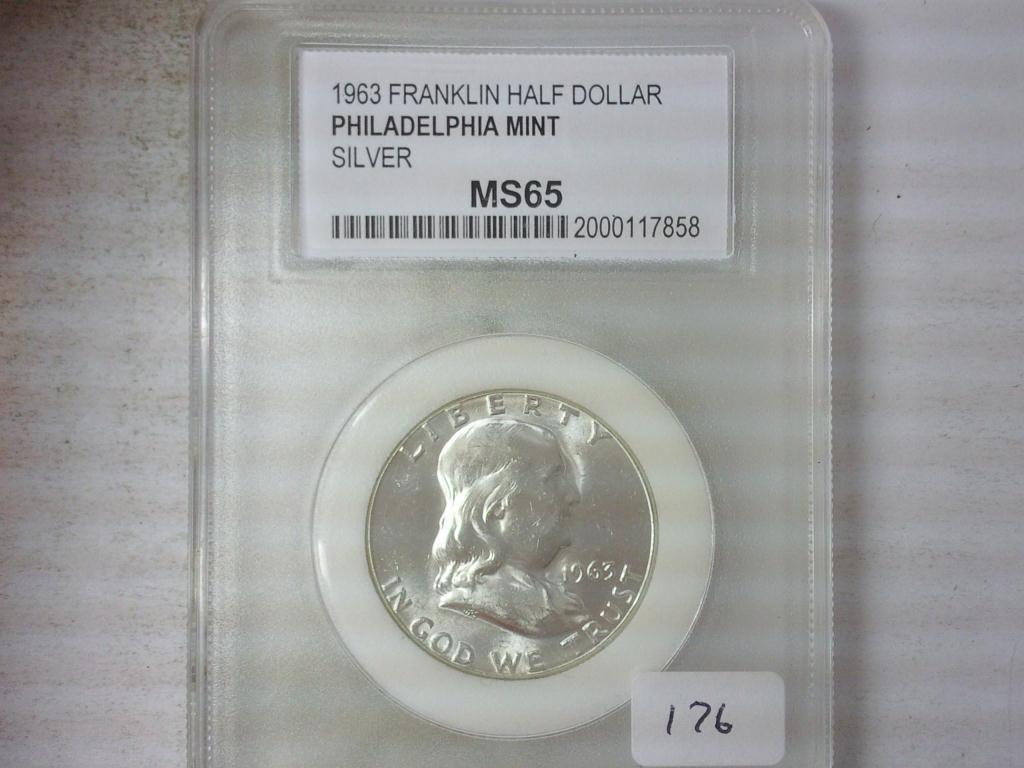 1963 FRANKLIN HALF DOLLAR
PHILADELPHIA MINT
SILVER
MS65
2000117858
LIBERTY
1963
IN GOD WE TRUST
176